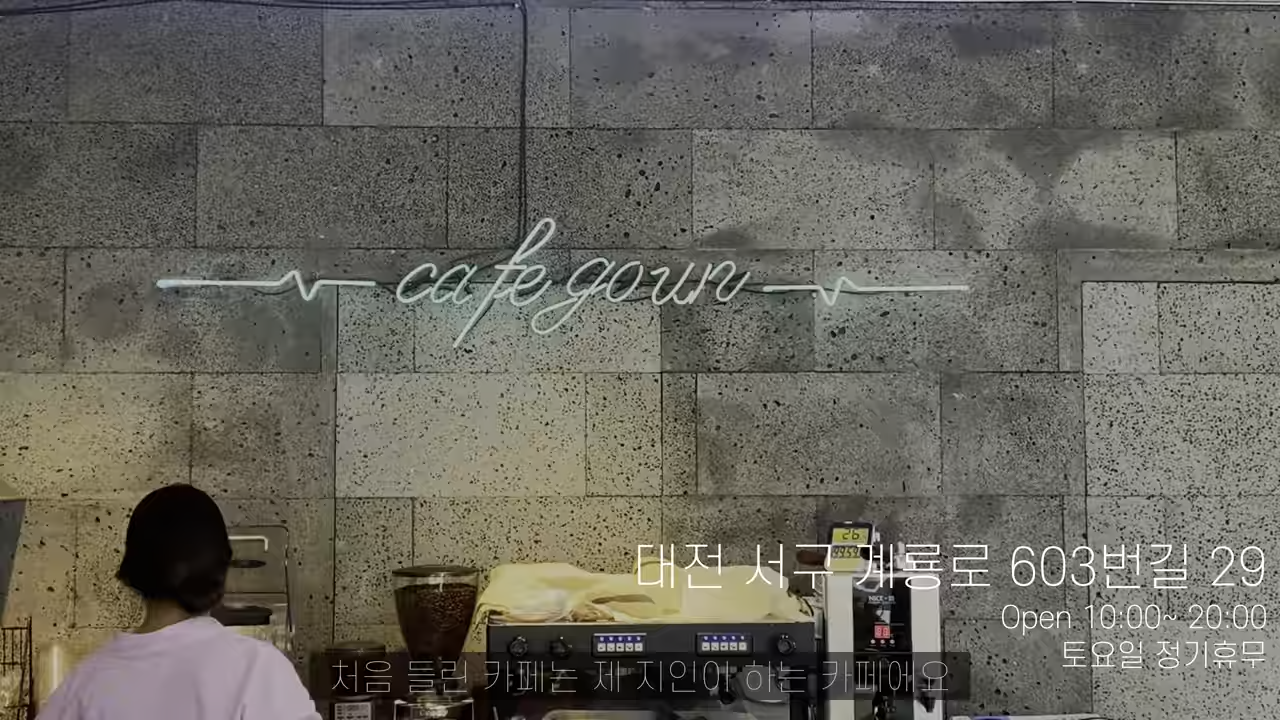 cafe goun
26
대전 서구 계룡로 603번길 29
Open 10:00~ 20:00
토요일 정기휴무
처음 들린 카페는 제 지인이 하는 카페에요